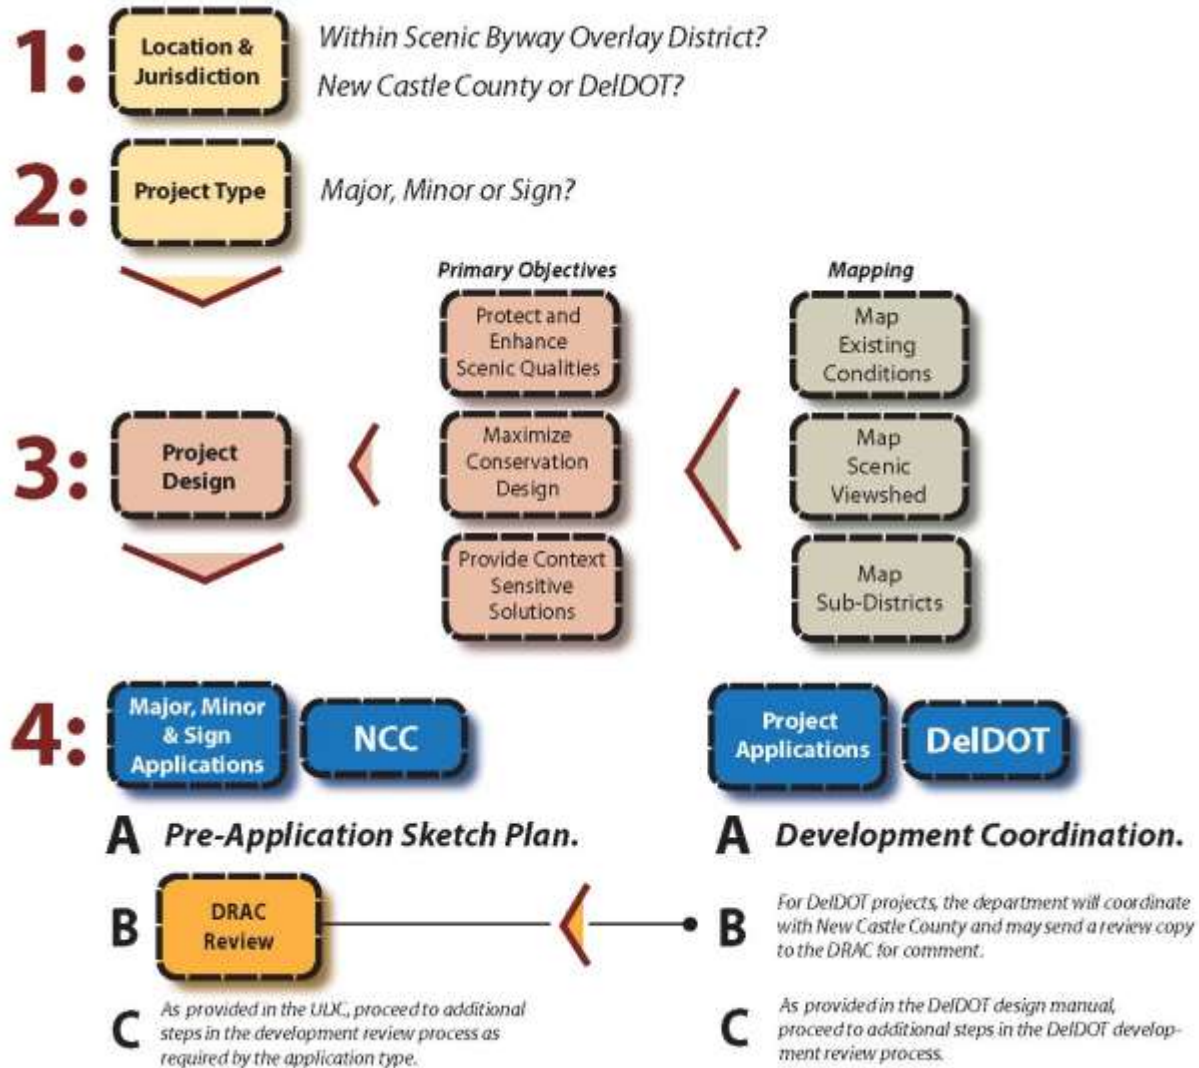 1:
Location &
Jurisdiction
Within Scenic Byway Overlay District?
New Castle County or DelDOT?
2:
Project Type
Major, Minor or Sign?
Primary Objectives
Mapping
Protect and
Enhance
Scenic Qualities
Map
Existing
Conditions
3:
Project
Design
Maximize
Conservation
Design
Map
Scenic
Viewshed
Provide Context
Sensitive
Solutions
Map
Sub-Districts
4:
Major, Minor
& Sign
Applications
NCC
Project
Applications
DelDOT
A Pre-Application Sketch Plan.
A Development Coordination.
B
DRAC
Review
B
For DelDOT projects, the department will coordinate
with New Castle County and may send a review copy
to the DRAC for comment.
C
As provided in the UDC, proceed to additional
steps in the development review process as
required by the application type.
C
As provided in the DelDOT design manual,
proceed to additional steps in the DelDOT develop-
ment review process.